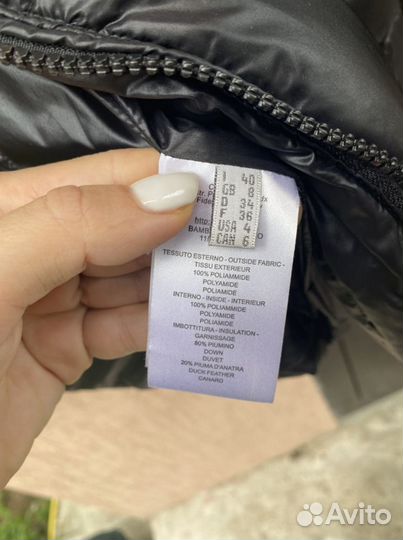 I 40
GB 8
D 34
F 36
USA 4
CAN 6
http:
BAMB
TESSUTO ESTERNO - OUTSIDE FABRIC -
TISSU EXTERIEUR
100% POLIAMMIDE
POLYAMIDE
POLIAMIDE
INTERNO - INSIDE - INTERIEUR
100% POLIAMMIDE
POLYAMIDE
POLIAMIDE
IMBOTTITURA - INSULATION -
GARNISSAGE
80% PIUMINO
DOWN
DUVET
20% PIUMA D'ANATRA
DUCK FEATHER
CANARD
Avito